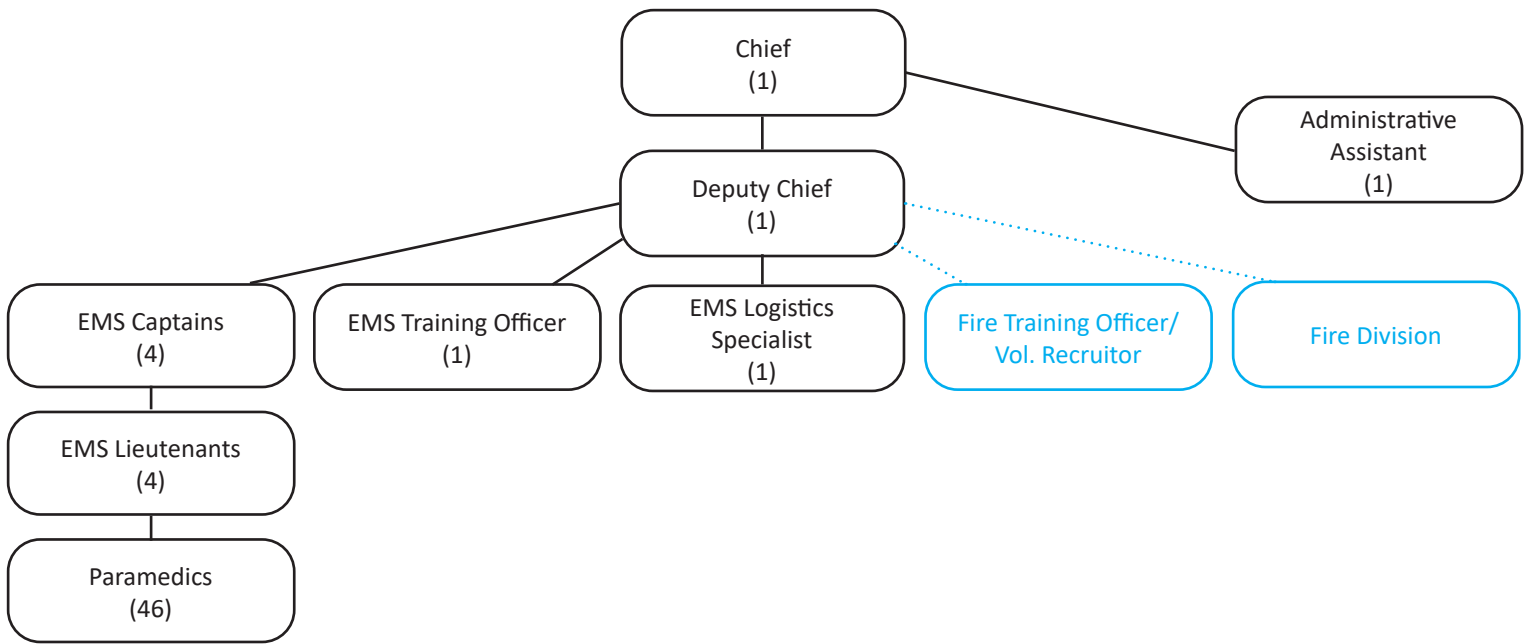 Chief
(1)
Administrative
Assistant
(1)
Deputy Chief
(1)
EMS Captains
(4)
EMS Training Officer
(1)
EMS Logistics
Specialist
(1)
Fire Training Officer/
Vol. Recruitor
Fire Division
EMS Lieutenants
(4)
Paramedics
(46)